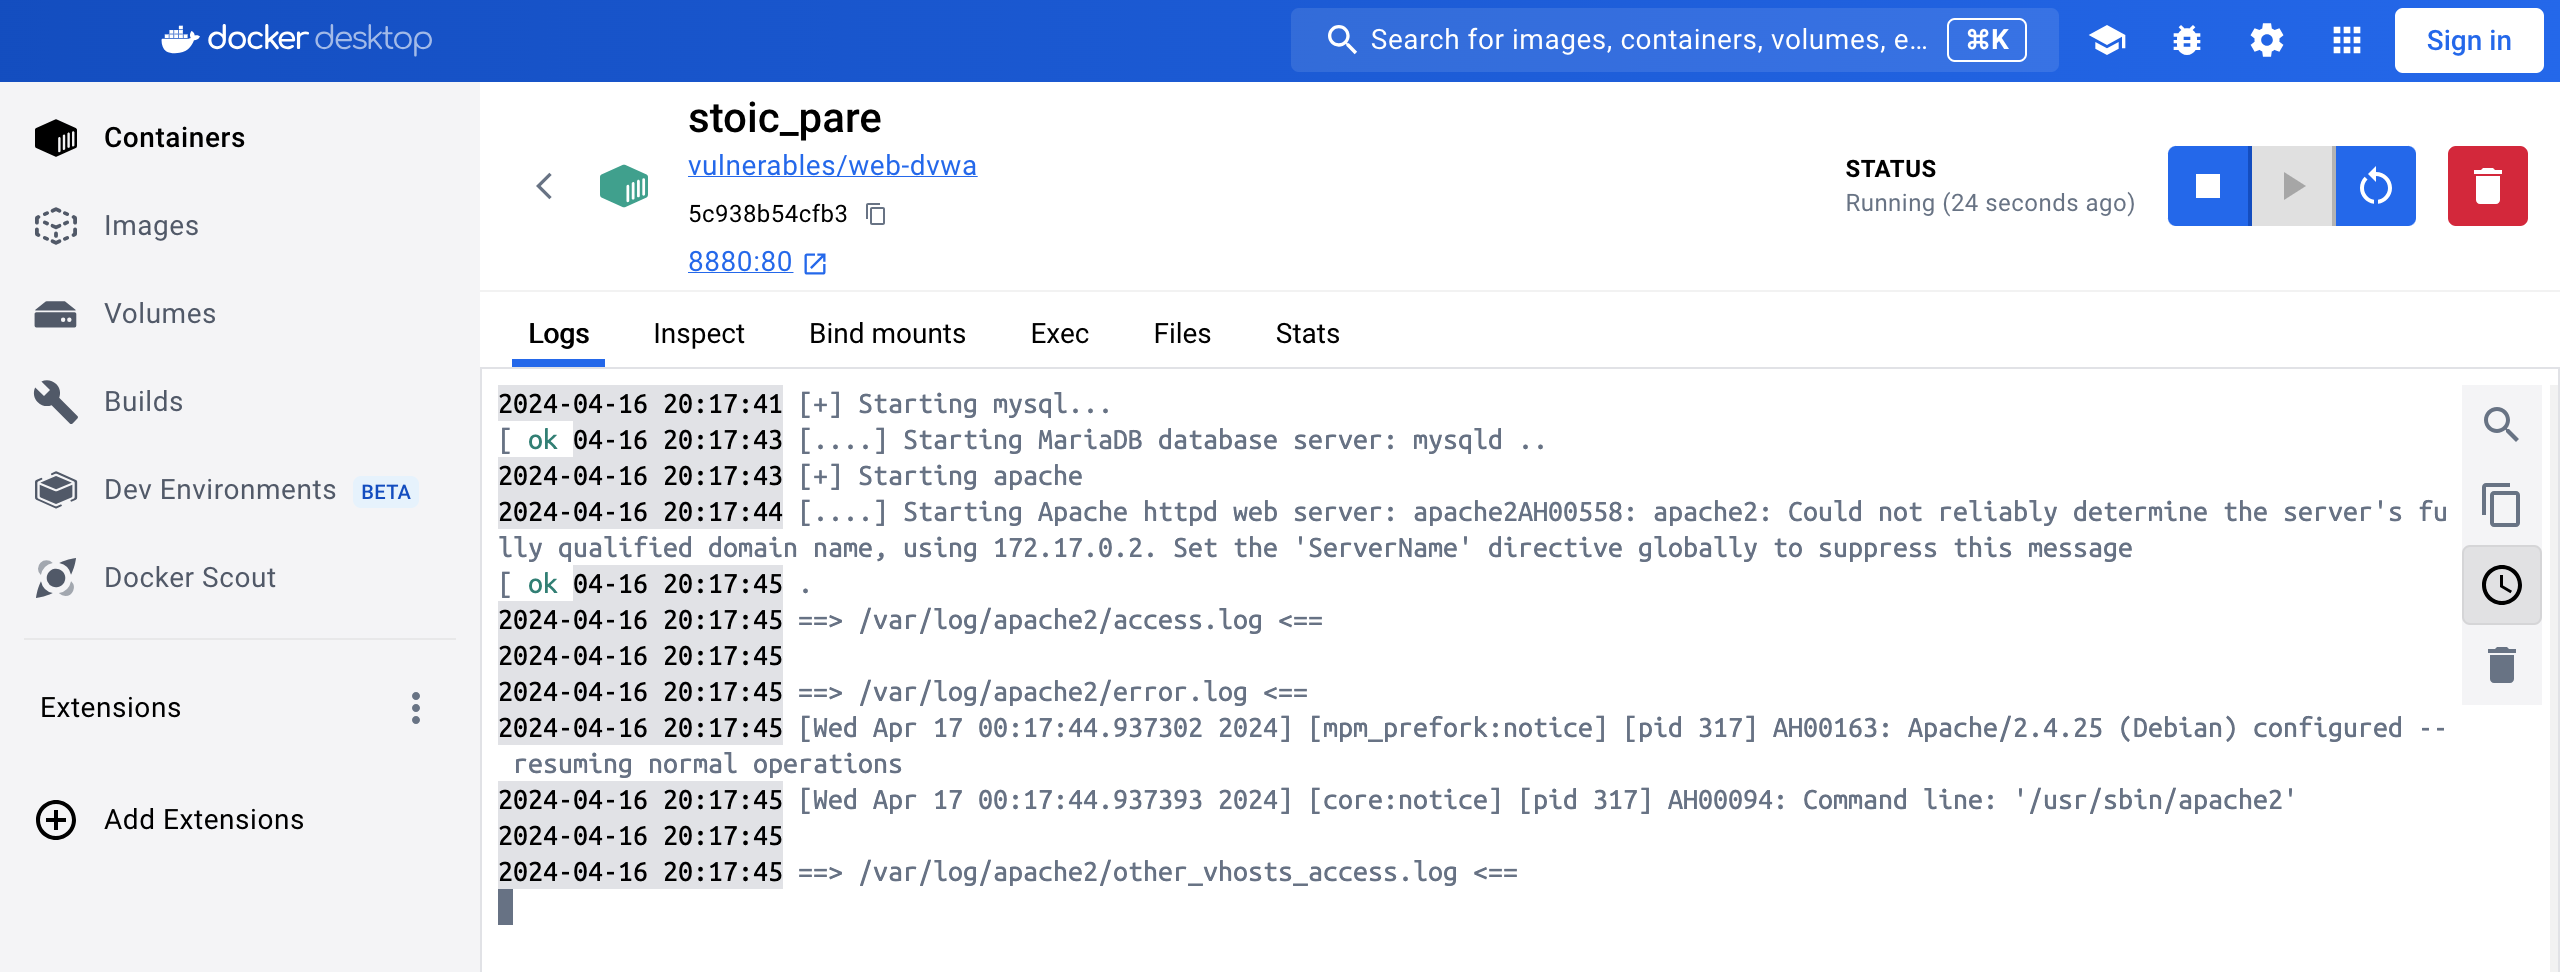 docker desktop
Search for images, containers, volumes, e...
⌘K
Sign in
Containers
Images
Volumes
Builds
Dev Environments BETA
Docker Scout
Extensions
Add Extensions
stoic_pare
vulnerables/web-dvwa
5c938b54cfb3
8880:80
STATUS
Running (24 seconds ago)
Logs Inspect Bind mounts Exec Files Stats
2024-04-16 20:17:41 [+] Starting mysql...
[ ok 04-16 20:17:43 [....] Starting MariaDB database server: mysqld ..
2024-04-16 20:17:43 [+] Starting apache
2024-04-16 20:17:44 [....] Starting Apache httpd web server: apache2AH00558: apache2: Could not reliably determine the server's fu
lly qualified domain name, using 172.17.0.2. Set the 'ServerName' directive globally to suppress this message
[ ok 04-16 20:17:45 .
2024-04-16 20:17:45 ==> /var/log/apache2/access.log <==
2024-04-16 20:17:45
2024-04-16 20:17:45 ==> /var/log/apache2/error.log <==
2024-04-16 20:17:45 [Wed Apr 17 00:17:44.937302 2024] [mpm_prefork:notice] [pid 317] AH00163: Apache/2.4.25 (Debian) configured --
resuming normal operations
2024-04-16 20:17:45 [Wed Apr 17 00:17:44.937393 2024] [core:notice] [pid 317] AH00094: Command line: '/usr/sbin/apache2'
2024-04-16 20:17:45
2024-04-16 20:17:45 ==> /var/log/apache2/other_vhosts_access.log <==